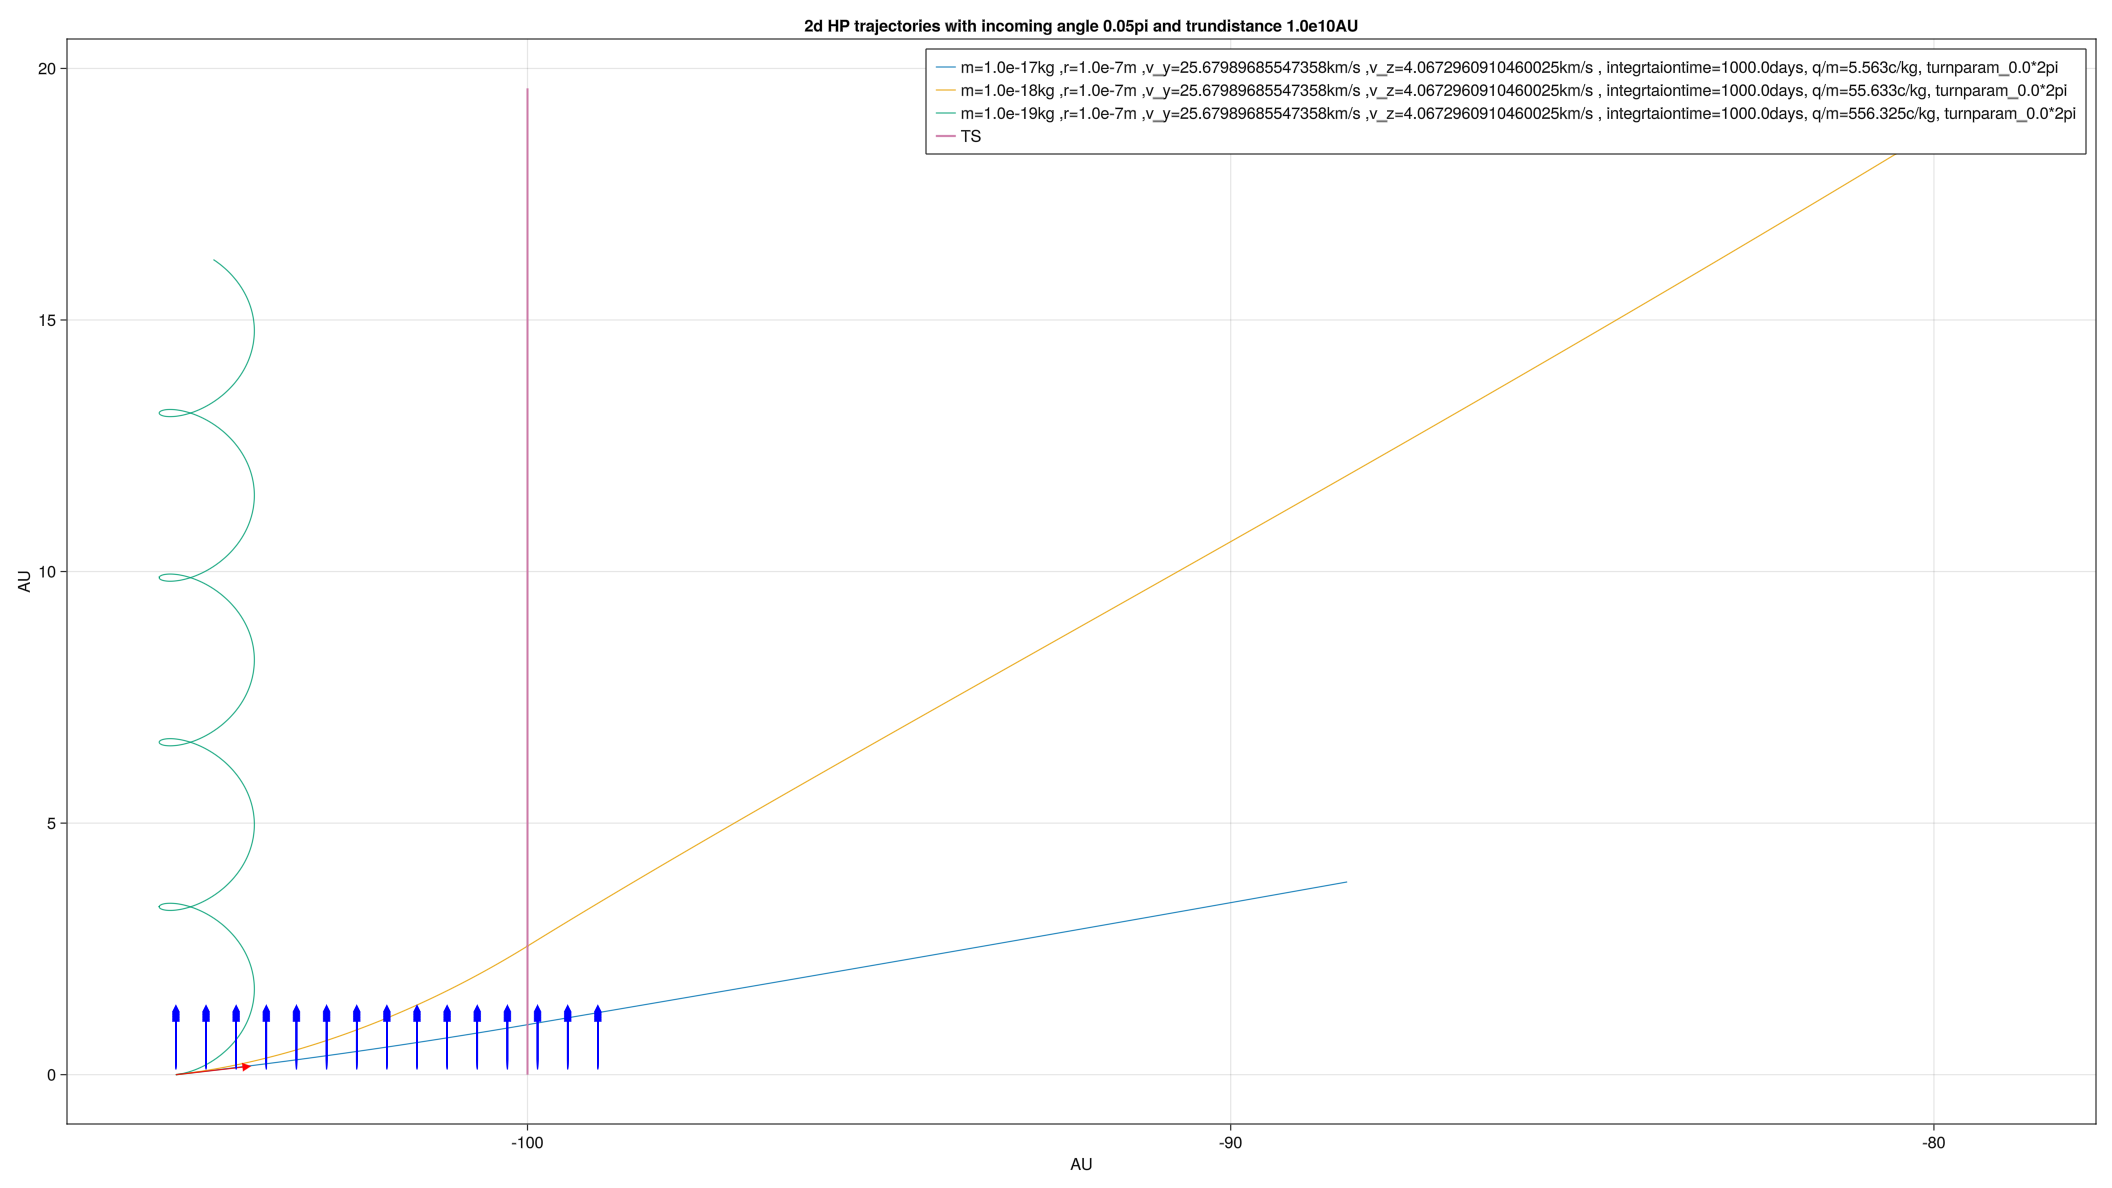 2d HP trajectories with incoming angle 0.05pi and trundistance 1.0e10AU
m=1.0e-17kg ,r=1.0e-7m ,v_y=25.67989685547358km/s ,v_z=4.0672960910460025km/s , integrtaiontime=1000.0days, q/m=5.563c/kg, turnparam_0.0*2pi
m=1.0e-18kg ,r=1.0e-7m ,v_y=25.67989685547358km/s ,v_z=4.0672960910460025km/s , integrtaiontime=1000.0days, q/m=55.633c/kg, turnparam_0.0*2pi
m=1.0e-19kg ,r=1.0e-7m ,v_y=25.67989685547358km/s ,v_z=4.0672960910460025km/s , integrtaiontime=1000.0days, q/m=556.325c/kg, turnparam_0.0*2pi
TS
20
15
10
5
0
AU
-100
-90
-80
AU